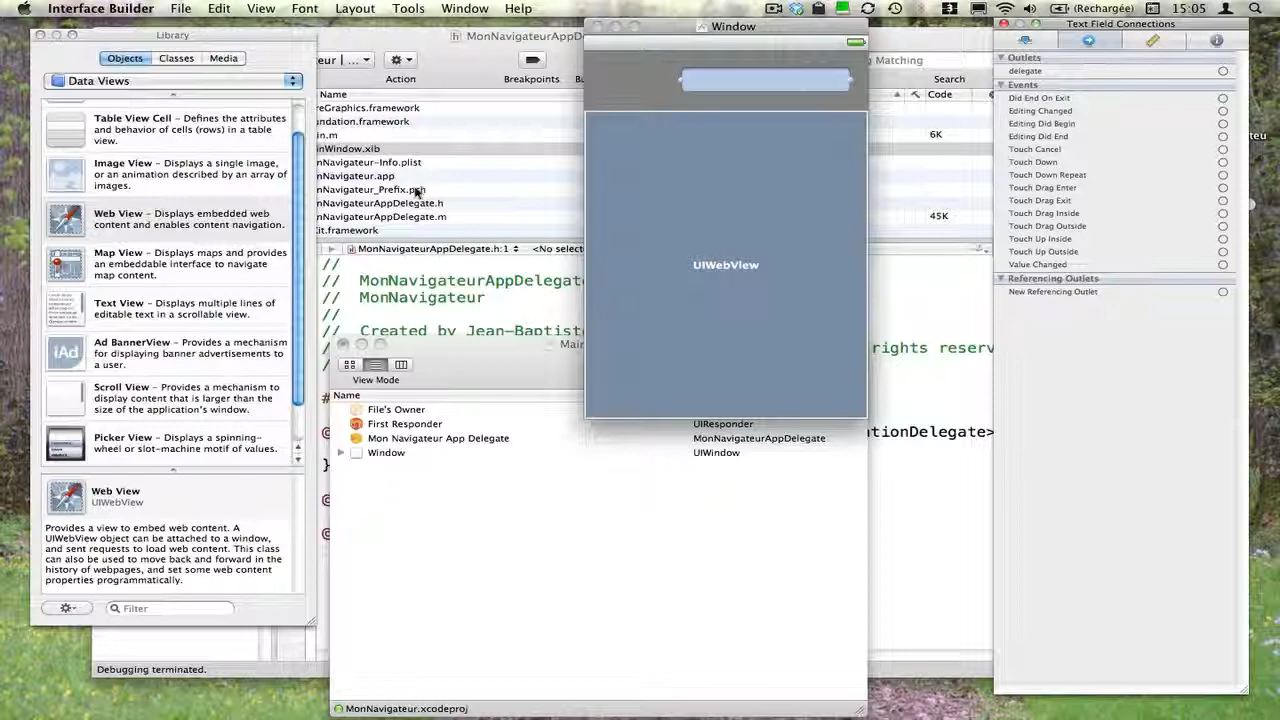 Interface Builder File Edit View Font Layout Tools Window Help
(Rechargée) 15:05
Library
Objects Classes Media
Data Views
Table View Cell – Defines the attributes
and behavior of cells (rows) in a table
view.
Image View – Displays a single image,
or an animation described by an array of
images.
Web View – Displays embedded web
content and enables content navigation.
Map View – Displays maps and provides
an embeddable interface to navigate
map content.
Text View – Displays multiple lines of
editable text in a scrollable view.
iAd
Ad BannerView – Provides a mechanism
for displaying banner advertisements to
a user.
Scroll View – Provides a mechanism to
display content that is larger than the
size of the application's window.
Picker View – Displays a spinning-
wheel or slot-machine motif of values.
Web View
UIWebView
Provides a view to embed web content. A
UIWebView object can be attached to a window,
and sent requests to load web content. This class
can also be used to move back and forward in the
history of webpages, and set some web content
properties programmatically.
Filter
Debugging terminated.
MonNavigateurAppD
eur | ...
Action
Breakpoints
Matching
Search
Name
Code
eGraphics.framework
undation.framework
in.m 6K
nWindow.xib
nNavigateur-Info.plist
nNavigateur.app
nNavigateur_Prefix.pch
nNavigateurAppDelegate.h
nNavigateurAppDelegate.m 45K
Kit.framework
MonNavigateurAppDelegate.h:1 <No selecte
//
// MonNavigateurAppDelegate
// MonNavigateur
//
// Created by Jean-Baptiste
rights reserv
ationDelegate>
Window
UIWebView
Main
View Mode
Name
File's Owner
First Responder UIResponder
Mon Navigateur App Delegate MonNavigateurAppDelegate
Window UIWindow
MonNavigateur.xcodeproj
Text Field Connections
Outlets
delegate
Events
Did End On Exit
Editing Changed
Editing Did Begin
Editing Did End
Touch Cancel
Touch Down
Touch Down Repeat
Touch Drag Enter
Touch Drag Exit
Touch Drag Inside
Touch Drag Outside
Touch Up Inside
Touch Up Outside
Value Changed
Referencing Outlets
New Referencing Outlet